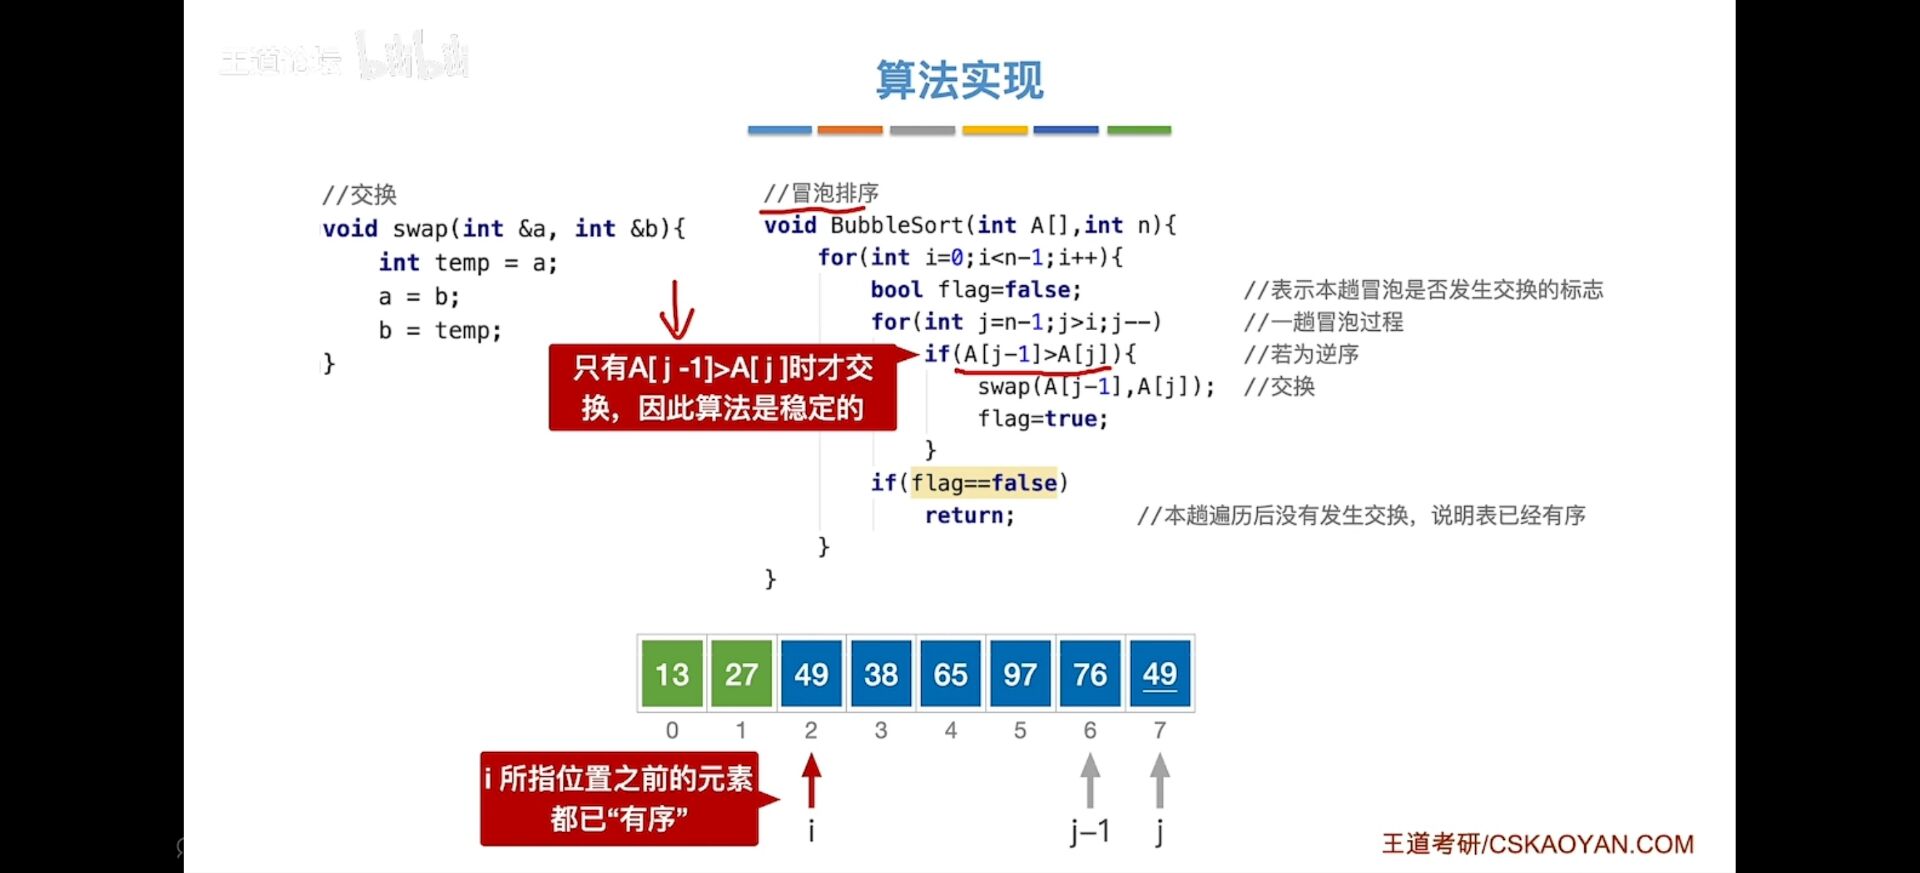 王道论坛 bilibili
算法实现
//交换
void swap(int &a, int &b){
int temp = a;
a = b;
b = temp;
}
//冒泡排序
void BubbleSort(int A[],int n){
for(int i=0;i<n-1;i++){
bool flag=false; //表示本趟冒泡是否发生交换的标志
for(int j=n-1;j>i;j--) //一趟冒泡过程
if(A[j-1]>A[j]){ //若为逆序
swap(A[j-1],A[j]); //交换
flag=true;
}
if(flag==false)
return; //本趟遍历后没有发生交换，说明表已经有序
}
}
只有A[ j -1]>A[ j ]时才交
换，因此算法是稳定的
13 27 49 38 65 97 76 49
0 1 2 3 4 5 6 7
i 所指位置之前的元素
都已“有序”
i j-1 j
王道考研/CSKAOYAN.COM